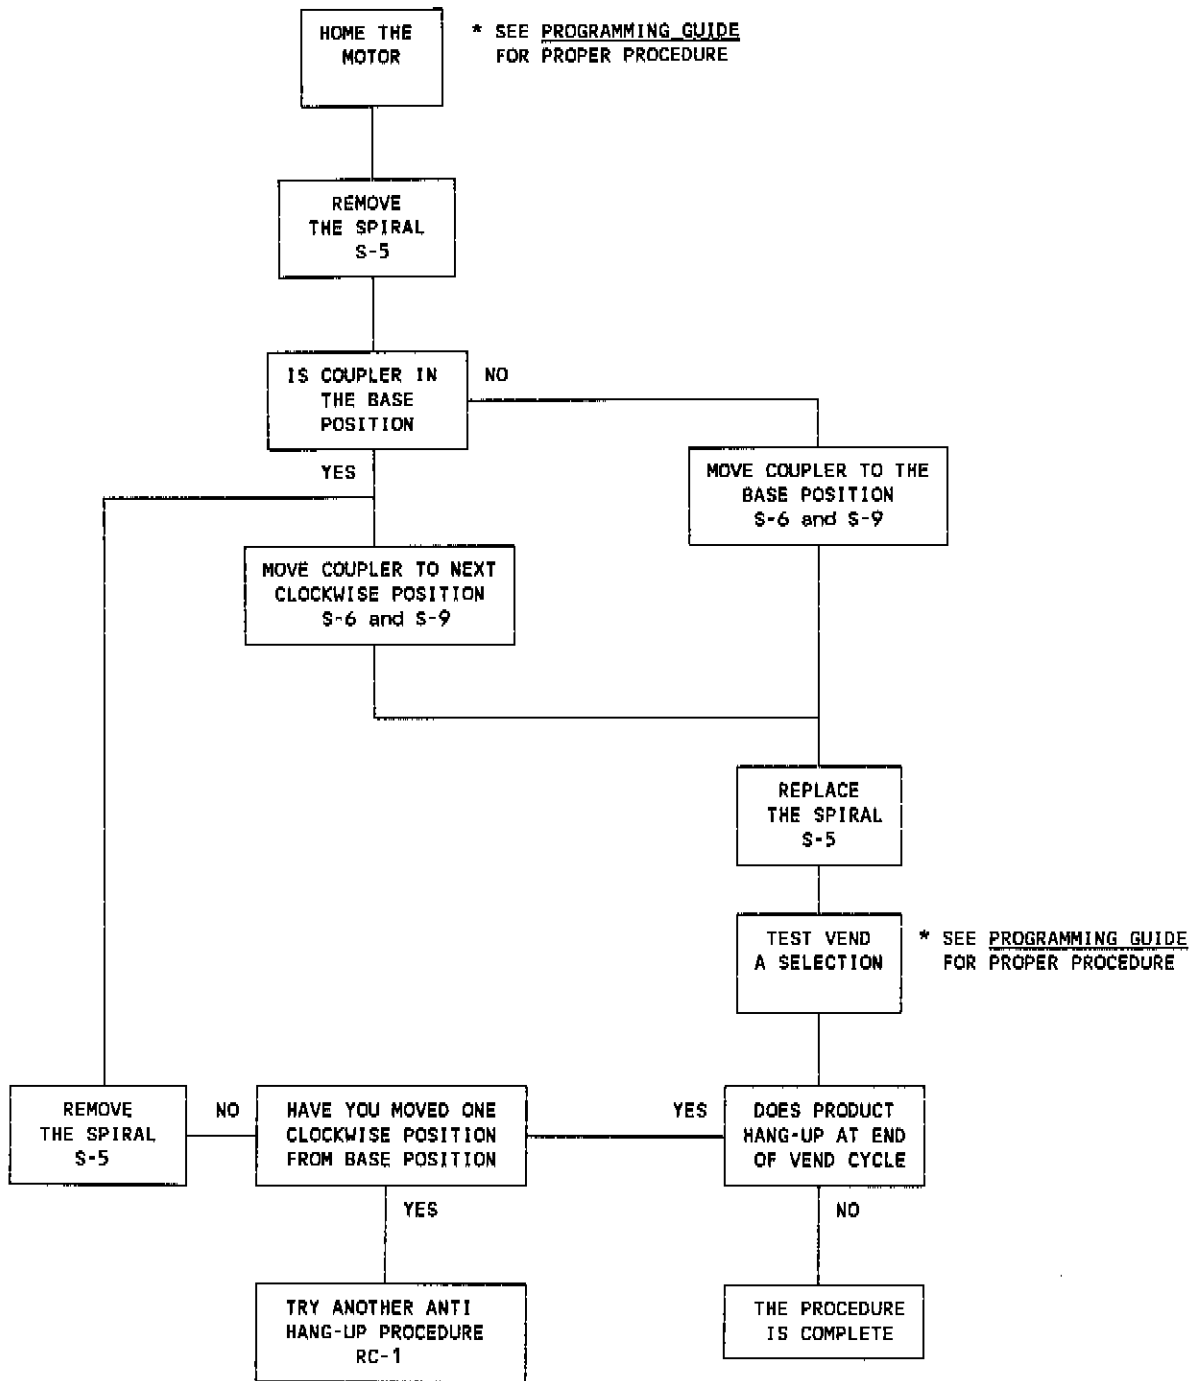 HOME THE
MOTOR
* SEE PROGRAMMING GUIDE
FOR PROPER PROCEDURE
REMOVE
THE SPIRAL
S-5
IS COUPLER IN
THE BASE
POSITION
NO
YES
MOVE COUPLER TO THE
BASE POSITION
S-6 and S-9
MOVE COUPLER TO NEXT
CLOCKWISE POSITION
S-6 and S-9
REPLACE
THE SPIRAL
S-5
TEST VEND
A SELECTION
* SEE PROGRAMMING GUIDE
FOR PROPER PROCEDURE
REMOVE
THE SPIRAL
S-5
NO
HAVE YOU MOVED ONE
CLOCKWISE POSITION
FROM BASE POSITION
YES
DOES PRODUCT
HANG-UP AT END
OF VEND CYCLE
YES
NO
TRY ANOTHER ANTI
HANG-UP PROCEDURE
RC-1
THE PROCEDURE
IS COMPLETE